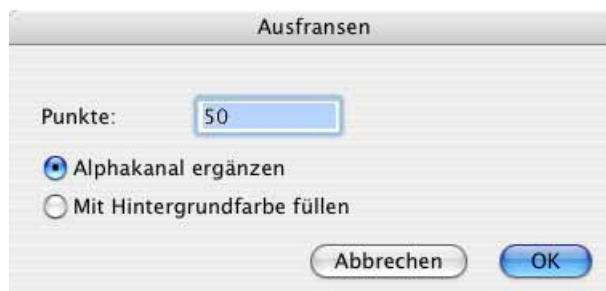 Ausfransen
Punkte: 50
Alphakanal ergänzen
Mit Hintergrundfarbe füllen
Abbrechen OK